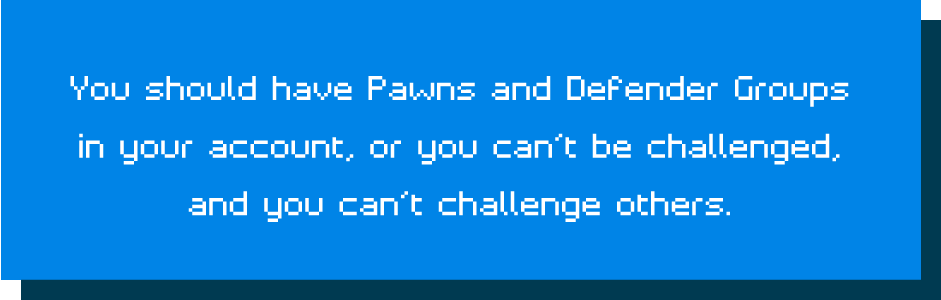 You should have Pawns and Defender Groups
in your account, or you can't be challenged,
and you can't challenge others.